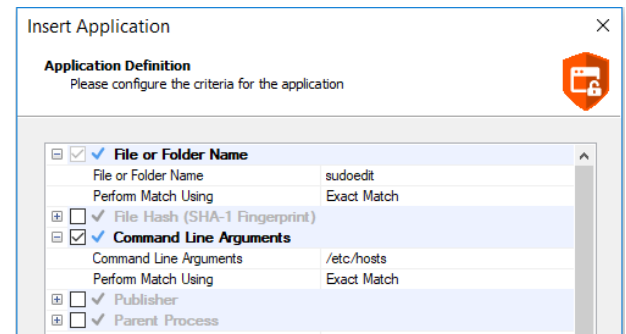 Insert Application
Application Definition
Please configure the criteria for the application
File or Folder Name
File or Folder Name sudoedit
Perform Match Using Exact Match
File Hash (SHA-1 Fingerprint)
Command Line Arguments
Command Line Arguments /etc/hosts
Perform Match Using Exact Match
Publisher
Parent Process